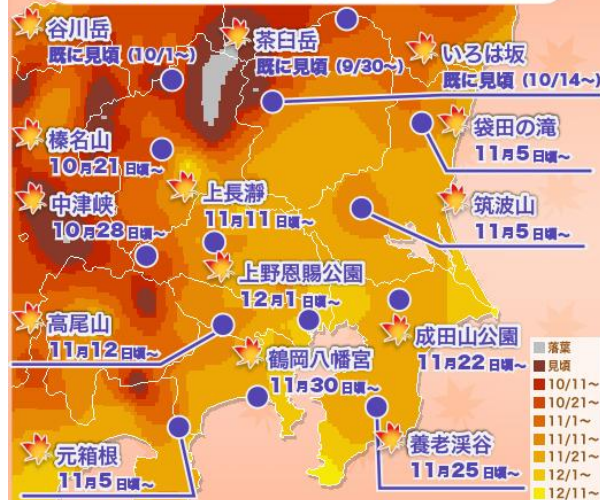 谷川岳
既に見頃 (10/1～)
茶臼岳
既に見頃 (9/30～)
いろは坂
既に見頃 (10/14～)
榛名山
10月21日頃～
袋田の滝
11月5日頃～
中津峡
10月28日頃～
上長瀞
11月11日頃～
筑波山
11月5日頃～
上野恩賜公園
12月1日頃～
高尾山
11月12日頃～
成田山公園
11月22日頃～
鶴岡八幡宮
11月30日頃～
元箱根
11月5日頃～
養老渓谷
11月25日頃～
落葉
見頃
10/11～
10/21～
11/1～
11/11～
11/21～
12/1～
12/11～